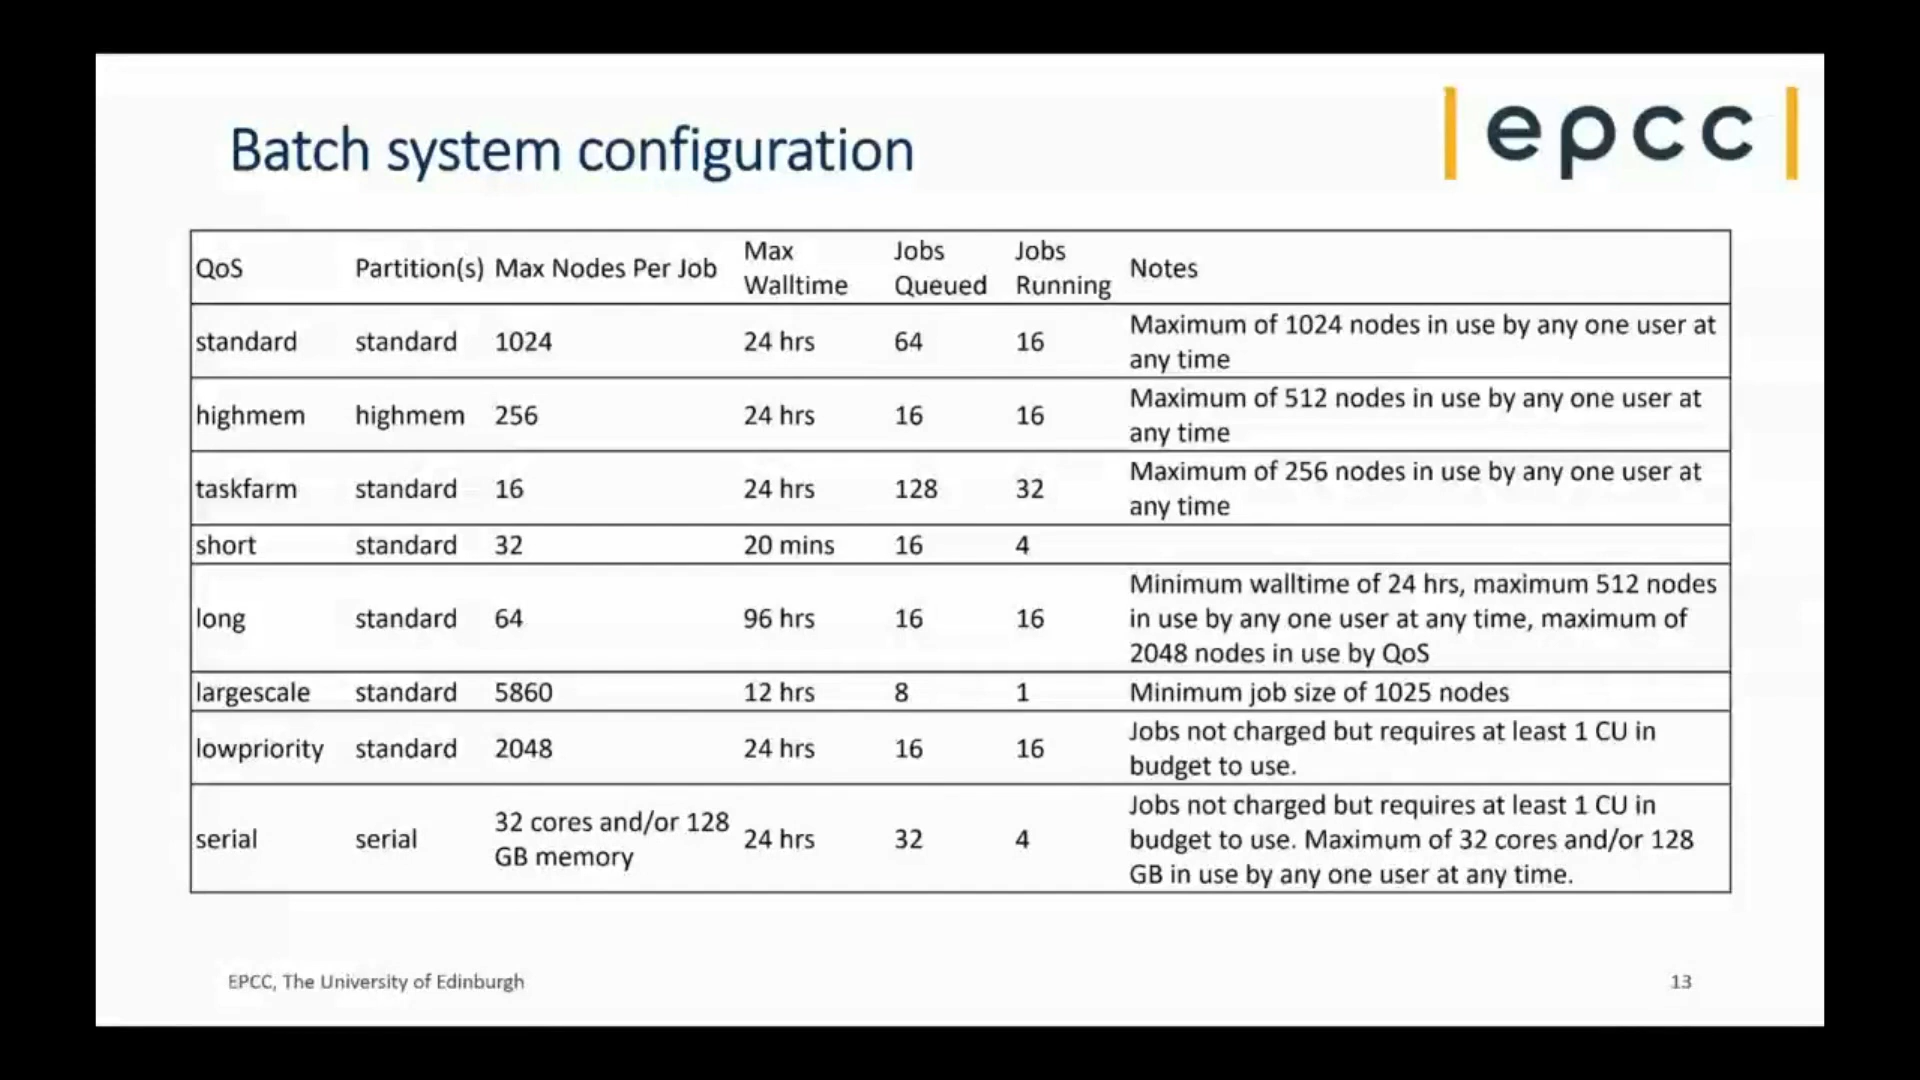 Batch system configuration
|epcc|
QoS Partition(s) Max Nodes Per Job Max Walltime Jobs Queued Jobs Running Notes
standard standard 1024 24 hrs 64 16 Maximum of 1024 nodes in use by any one user at any time
highmem highmem 256 24 hrs 16 16 Maximum of 512 nodes in use by any one user at any time
taskfarm standard 16 24 hrs 128 32 Maximum of 256 nodes in use by any one user at any time
short standard 32 20 mins 16 4
long standard 64 96 hrs 16 16 Minimum walltime of 24 hrs, maximum 512 nodes in use by any one user at any time, maximum of 2048 nodes in use by QoS
largescale standard 5860 12 hrs 8 1 Minimum job size of 1025 nodes
lowpriority standard 2048 24 hrs 16 16 Jobs not charged but requires at least 1 CU in budget to use.
serial serial 32 cores and/or 128 GB memory 24 hrs 32 4 Jobs not charged but requires at least 1 CU in budget to use. Maximum of 32 cores and/or 128 GB in use by any one user at any time.
EPCC, The University of Edinburgh
13